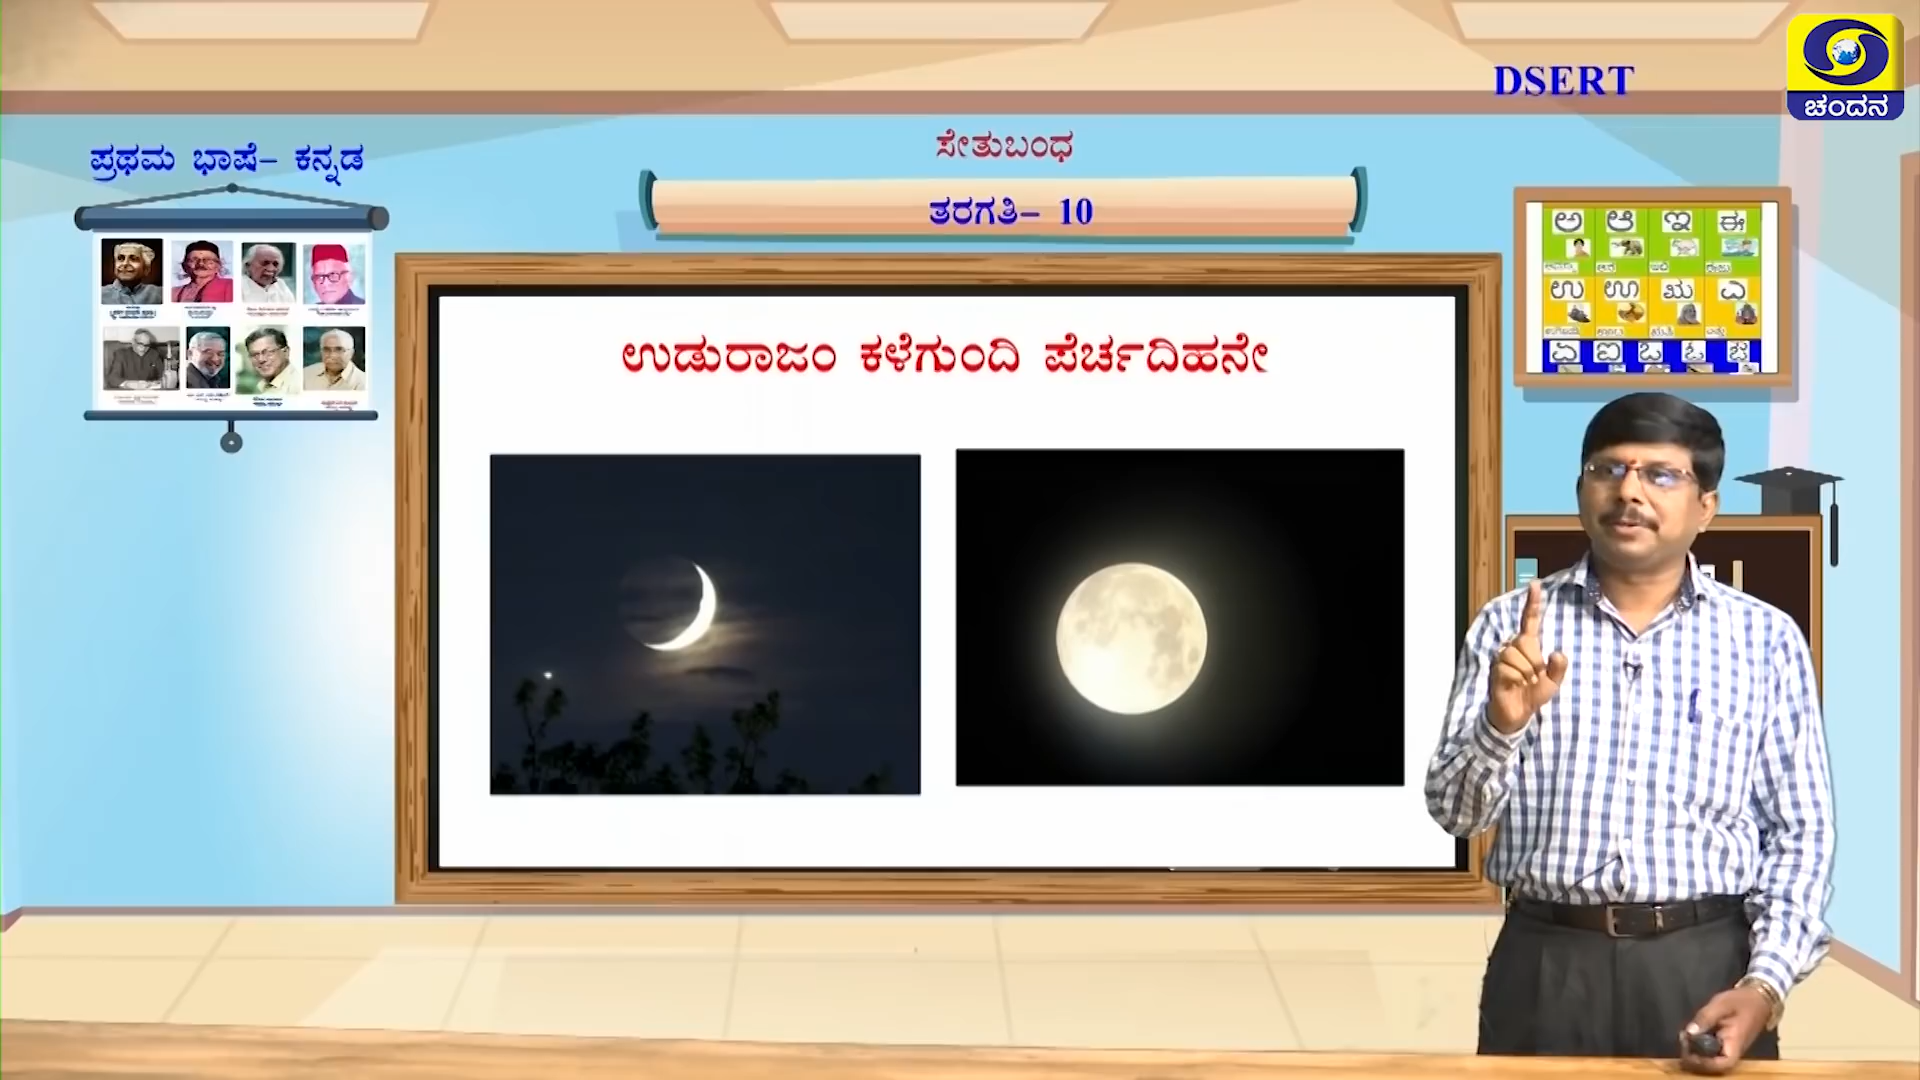 DSERT
ಚಂದನ
ಪ್ರಥಮ ಭಾಷೆ– ಕನ್ನಡ
ಸೇತುಬಂಧ
ತರಗತಿ– 10
ಉಡುರಾಜಂ ಕಳೆಗುಂದಿ ಪೆರ್ಚದಿಹನೇ
ಅ ಆ ಇ ಈ
ಉ ಊ ಋ ಎ
ಏ ಐ ಒ ಓ ಔ